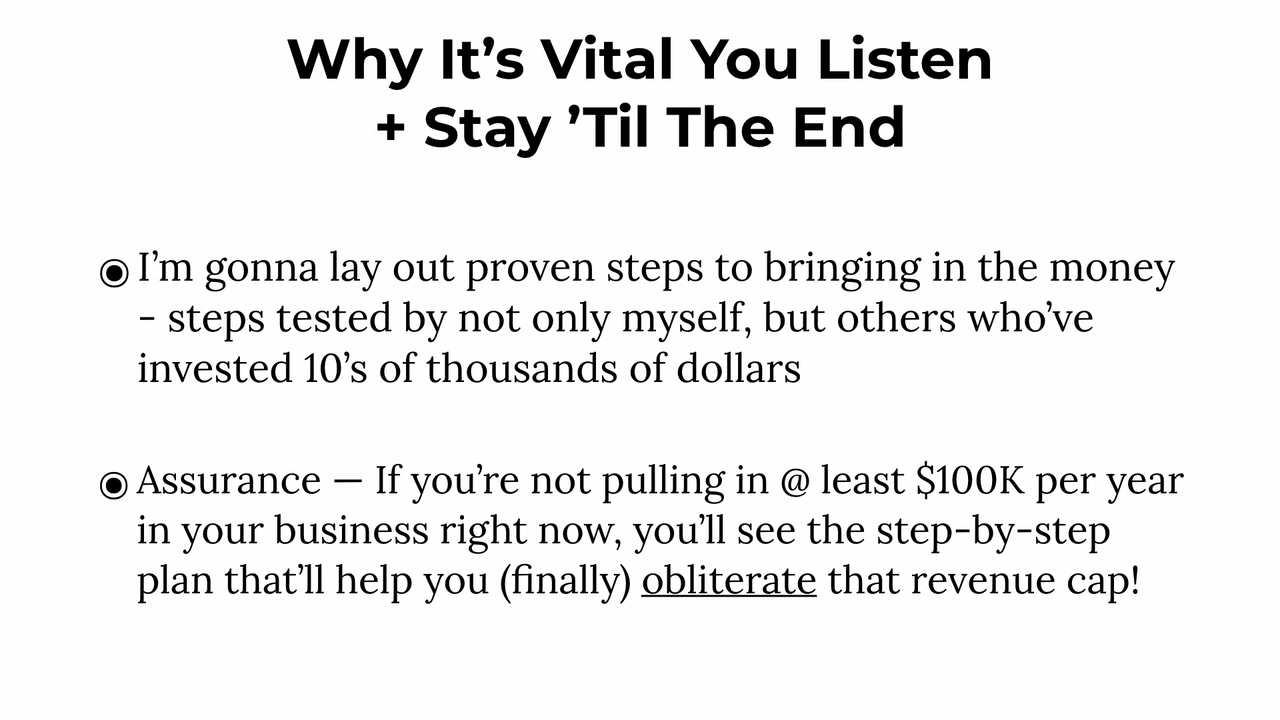 Why It’s Vital You Listen
+ Stay ’Til The End
◉ I’m gonna lay out proven steps to bringing in the money
- steps tested by not only myself, but others who’ve
invested 10’s of thousands of dollars
◉ Assurance — If you’re not pulling in @ least $100K per year
in your business right now, you’ll see the step-by-step
plan that’ll help you (finally) obliterate that revenue cap!